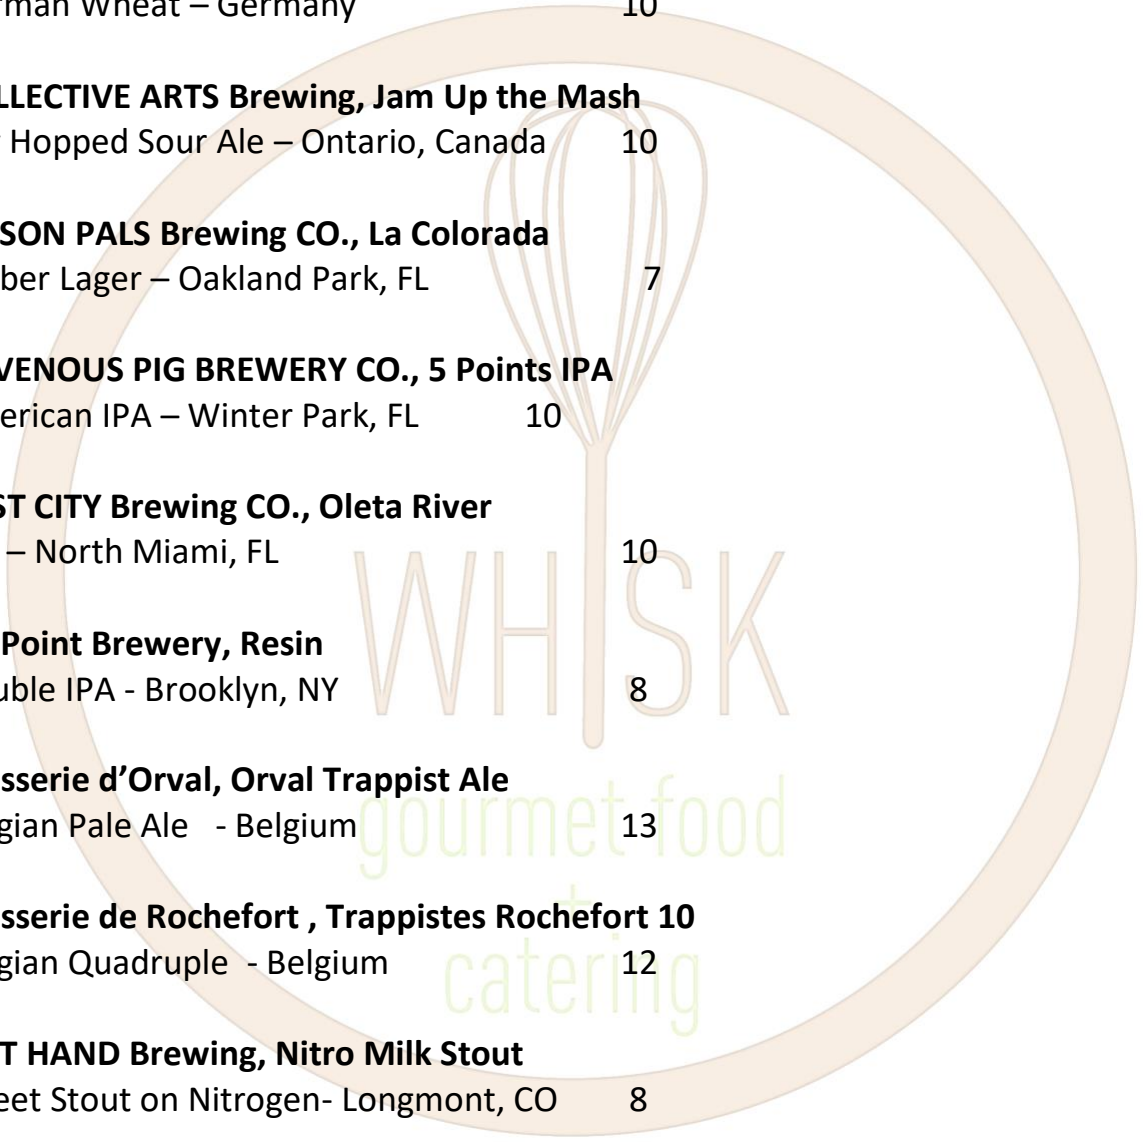 rman Wheat – Germany 10
LLECTIVE ARTS Brewing, Jam Up the Mash
Hopped Sour Ale – Ontario, Canada 10
SON PALS Brewing CO., La Colorada
ber Lager – Oakland Park, FL 7
VENOUS PIG BREWERY CO., 5 Points IPA
erican IPA – Winter Park, FL 10
ST CITY Brewing CO., Oleta River
– North Miami, FL 10
Point Brewery, Resin
uble IPA - Brooklyn, NY 8
sserie d’Orval, Orval Trappist Ale
gian Pale Ale - Belgium 13
sserie de Rochefort , Trappistes Rochefort 10
gian Quadruple - Belgium 12
T HAND Brewing, Nitro Milk Stout
eet Stout on Nitrogen- Longmont, CO 8
WHISK
gourmet food
+
catering